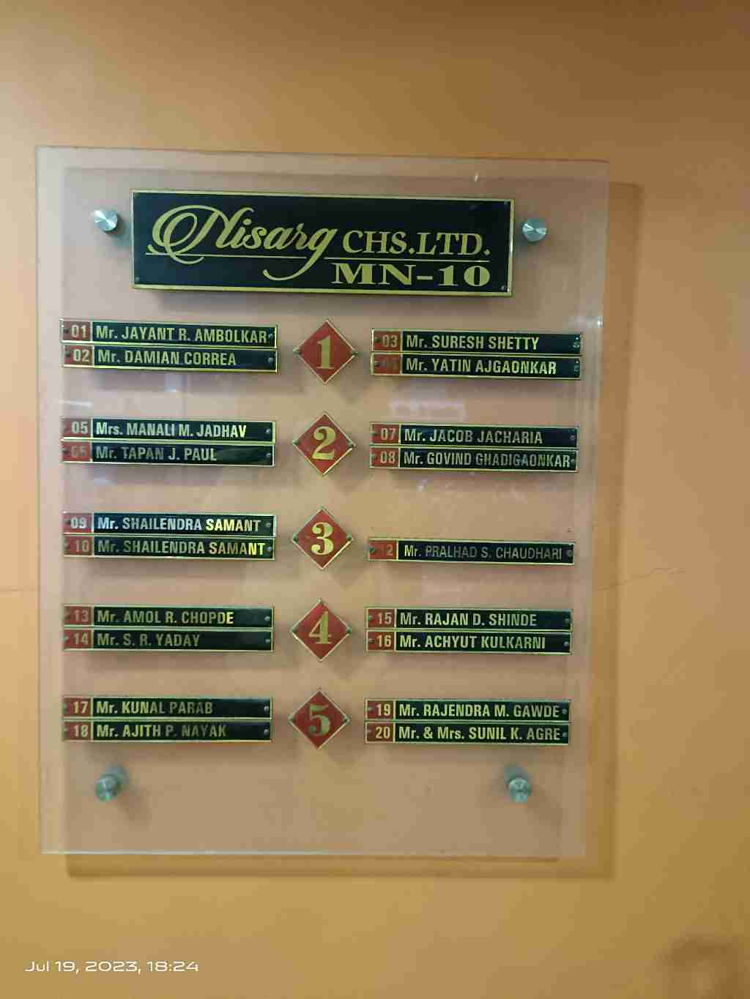 Nisarg CHS.LTD.
MN-10
01 Mr. JAYANT R. AMBOLKAR
02 Mr. DAMIAN CORREA
1
03 Mr. SURESH SHETTY
Mr. YATIN AJGAONKAR
05 Mrs. MANALI M. JADHAV
Mr. TAPAN J. PAUL
2
07 Mr. JACOB JACHARIA
08 Mr. GOVIND GHADIGAONKAR
09 Mr. SHAILENDRA SAMANT
10 Mr. SHAILENDRA SAMANT
3
12 Mr. PRALHAD S. CHAUDHARI
13 Mr. AMOL R. CHOPDE
14 Mr. S. R. YADAY
4
15 Mr. RAJAN D. SHINDE
16 Mr. ACHYUT KULKARNI
17 Mr. KUNAL PARAB
18 Mr. AJITH P. NAYAK
5
19 Mr. RAJENDRA M. GAWDE
20 Mr. & Mrs. SUNIL K. AGRE
Jul 19, 2023, 18:24